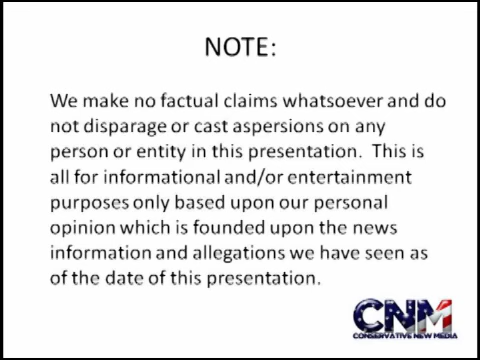 NOTE:
We make no factual claims whatsoever and do
not disparage or cast aspersions on any
person or entity in this presentation.  This is
all for informational and/or entertainment
purposes only based upon our personal
opinion which is founded upon the news
information and allegations we have seen as
of the date of this presentation.
CNM
CONSERVATIVE NEW MEDIA